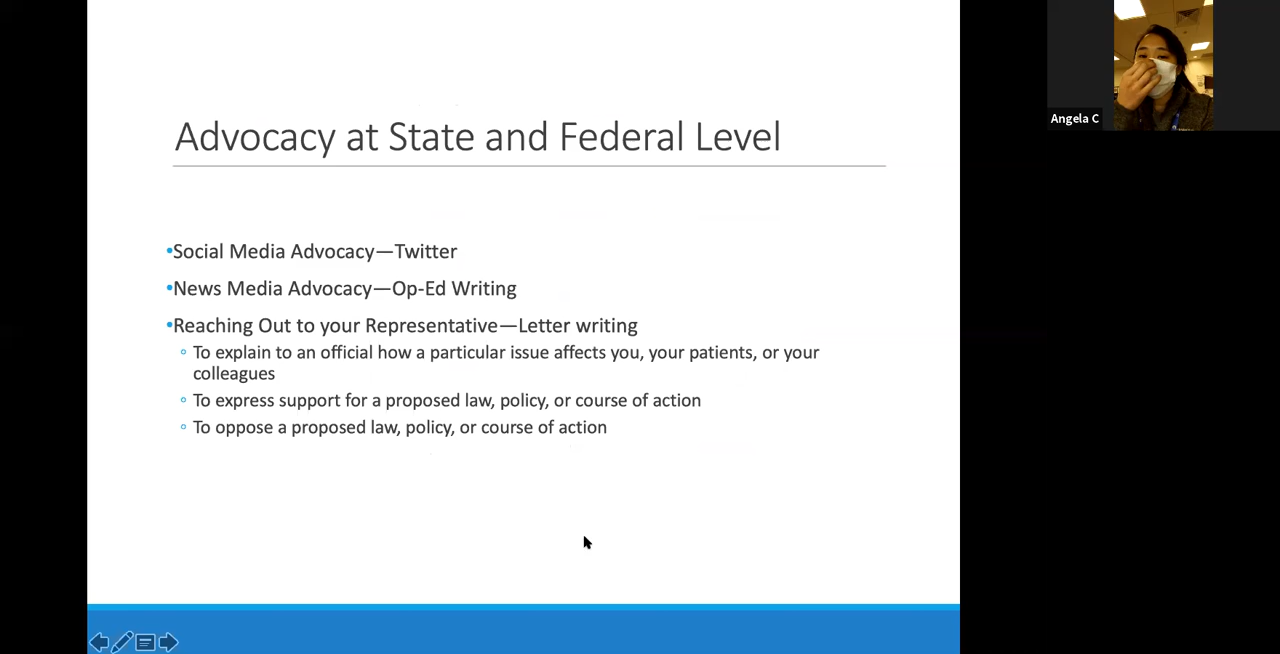 Advocacy at State and Federal Level
•Social Media Advocacy—Twitter
•News Media Advocacy—Op-Ed Writing
•Reaching Out to your Representative—Letter writing
◦ To explain to an official how a particular issue affects you, your patients, or your
colleagues
◦ To express support for a proposed law, policy, or course of action
◦ To oppose a proposed law, policy, or course of action
Angela C